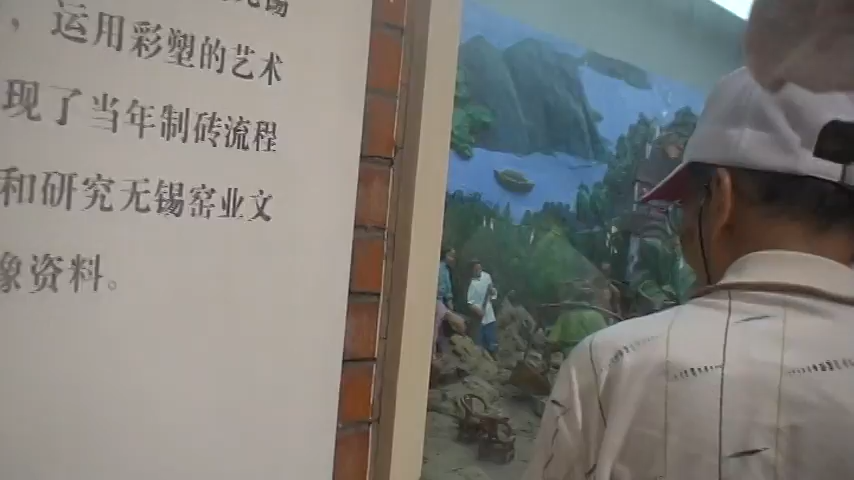 ，运用彩塑的艺术
现了当年制砖流程
和研究无锡窑业文
像资料。